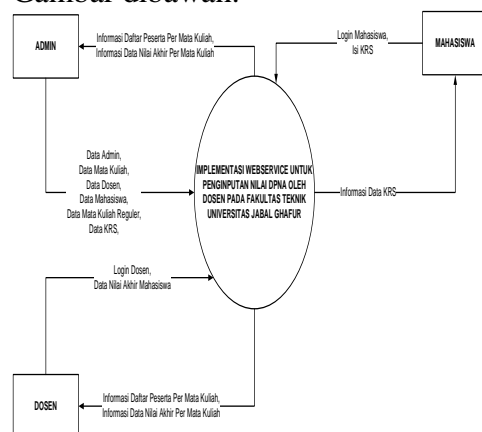 Gambar dibawah:
ADMIN
Informasi Daftar Peserta Per Mata Kuliah,
Informasi Data Nilai Akhir Per Mata Kuliah
Login Mahasiswa,
Isi KRS
MAHASISWA
Data Admin,
Data Mata Kuliah,
Data Dosen,
Data Mahasiswa,
Data Mata Kuliah Reguler,
Data KRS,
IMPLEMENTASI WEBSERVICE UNTUK
PENGINPUTAN NILAI DPNA OLEH
DOSEN PADA FAKULTAS TEKNIK
UNIVERSITAS JABAL GHAFUR
Informasi Data KRS
Login Dosen,
Data Nilai Akhir Mahasiswa
DOSEN
Informasi Daftar Peserta Per Mata Kuliah,
Informasi Data Nilai Akhir Per Mata Kuliah